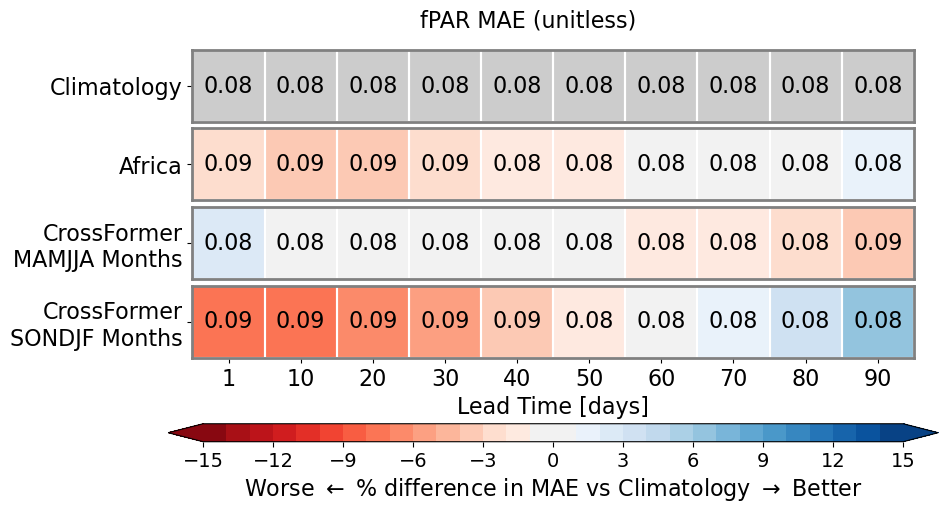 fPAR MAE (unitless)
Climatology 0.08 0.08 0.08 0.08 0.08 0.08 0.08 0.08 0.08 0.08
Africa 0.09 0.09 0.09 0.09 0.08 0.08 0.08 0.08 0.08 0.08
CrossFormer
MAMJJA Months 0.08 0.08 0.08 0.08 0.08 0.08 0.08 0.08 0.08 0.09
CrossFormer
SONDJF Months 0.09 0.09 0.09 0.09 0.09 0.08 0.08 0.08 0.08 0.08
1 10 20 30 40 50 60 70 80 90
Lead Time [days]
−15 −12 −9 −6 −3 0 3 6 9 12 15
Worse ← % difference in MAE vs Climatology → Better